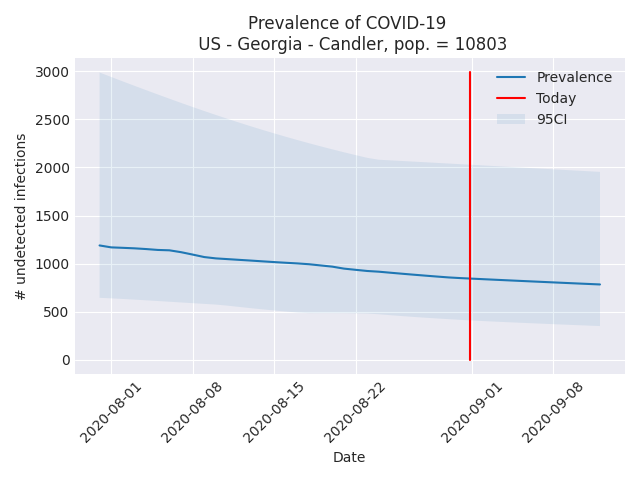 Prevalence of COVID-19
US - Georgia - Candler, pop. = 10803
Prevalence
Today
95CI
# undetected infections
3000
2500
2000
1500
1000
500
0
2020-08-01
2020-08-08
2020-08-15
2020-08-22
2020-09-01
2020-09-08
Date